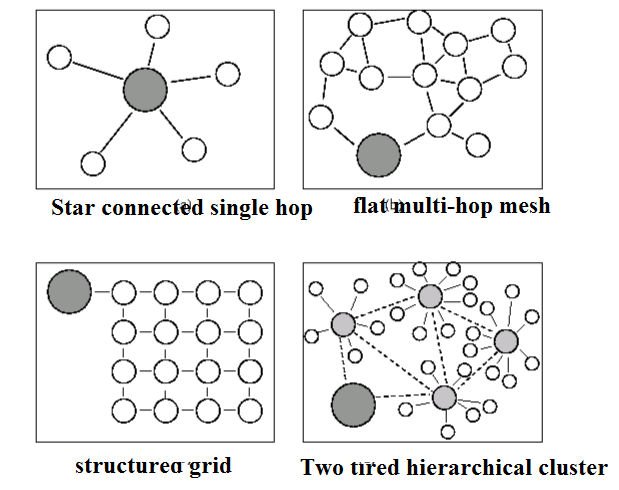 Star connected single hop
flat multi-hop mesh
structured grid
Two tired hierarchical cluster